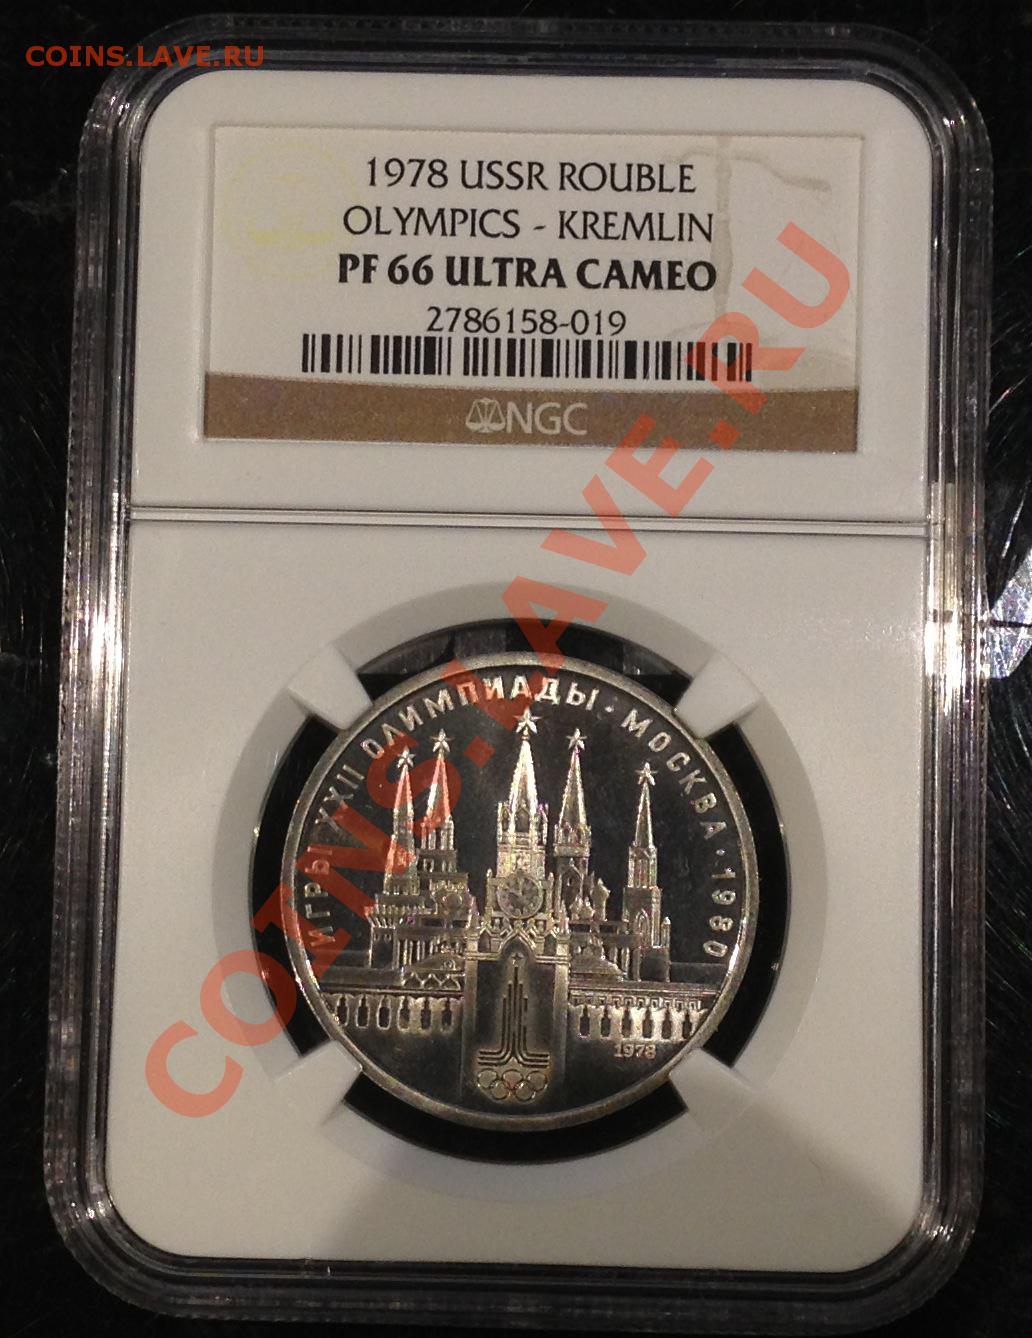 COINS.LAVE.RU
1978 USSR ROUBLE
OLYMPICS - KREMLIN
PF 66 ULTRA CAMEO
2786158-019
NGC
COINS.LAVE.RU
ИГРЫ XXII ОЛИМПИАДЫ · МОСКВА · 1980
1978